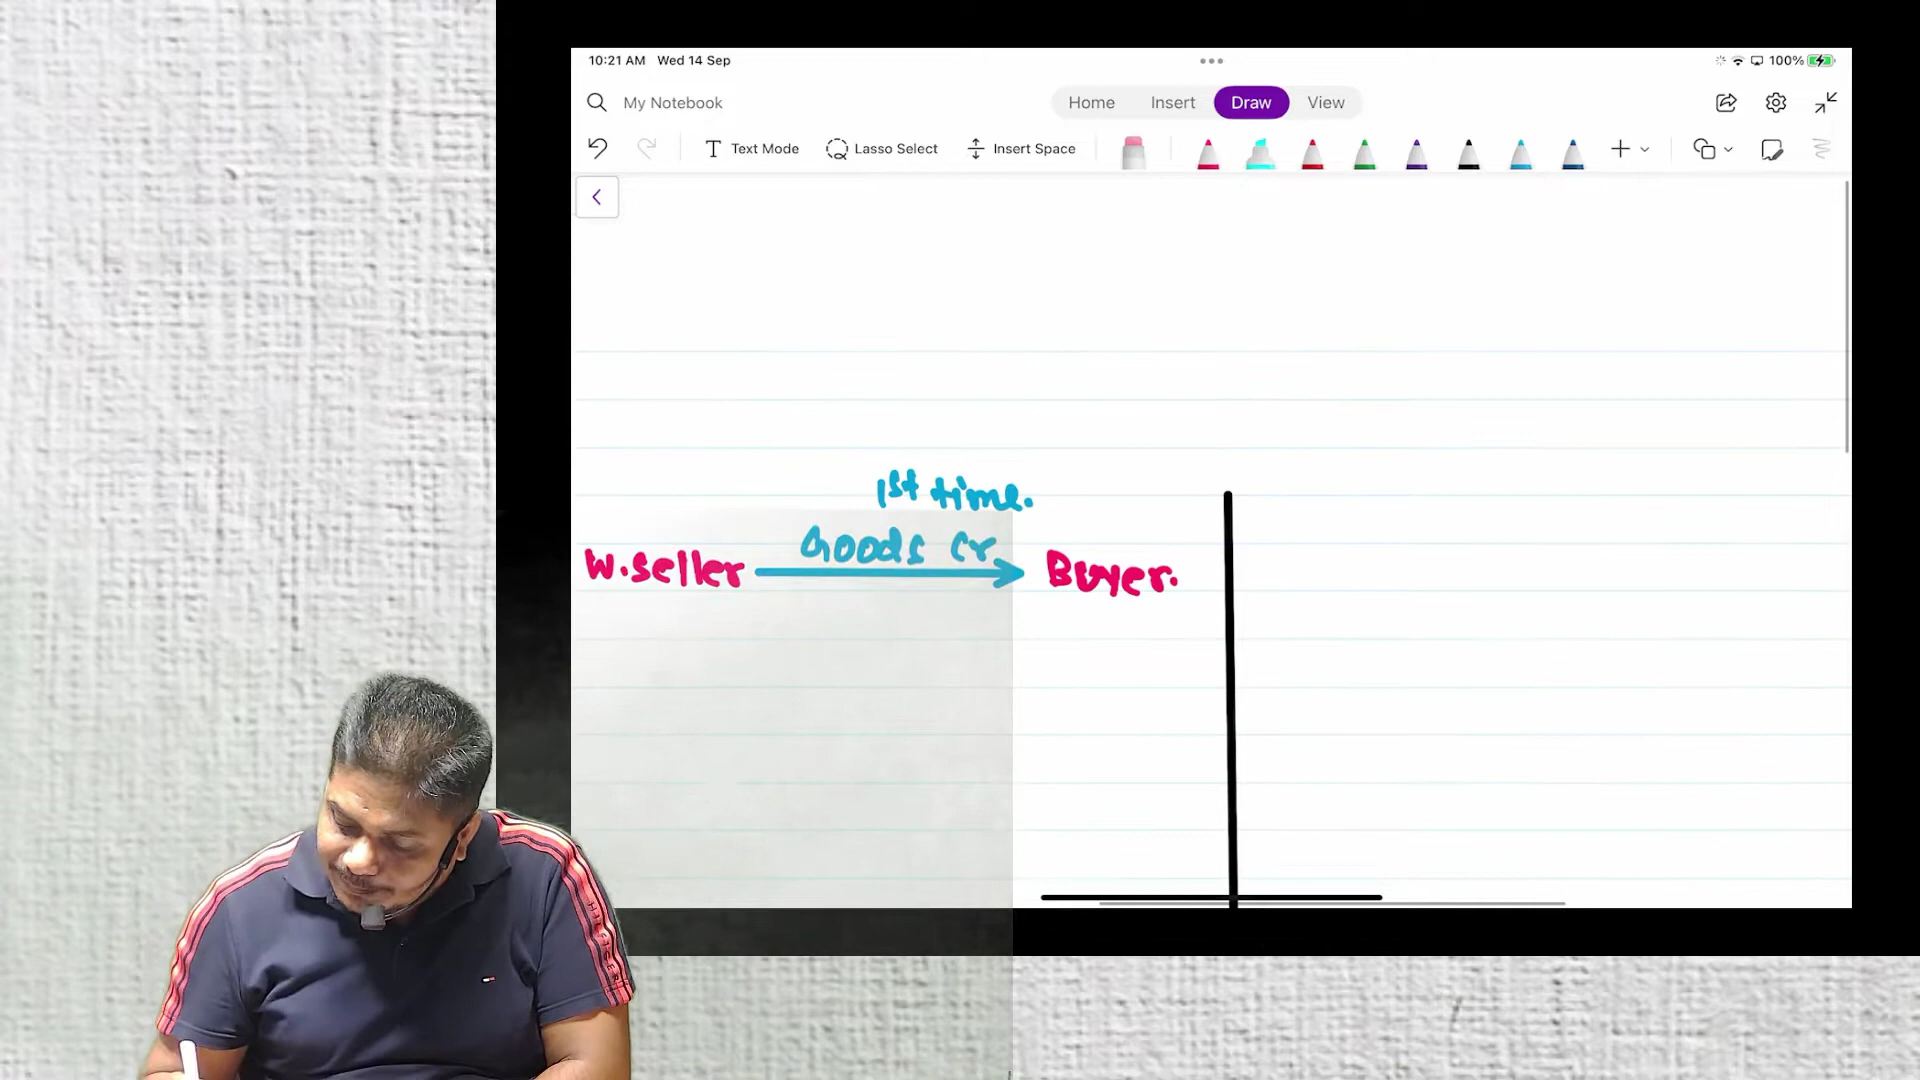 10:21 AM Wed 14 Sep
100%
My Notebook
Home Insert Draw View
Text Mode Lasso Select Insert Space
1st time.
Goods cr
W.seller
Buyer.